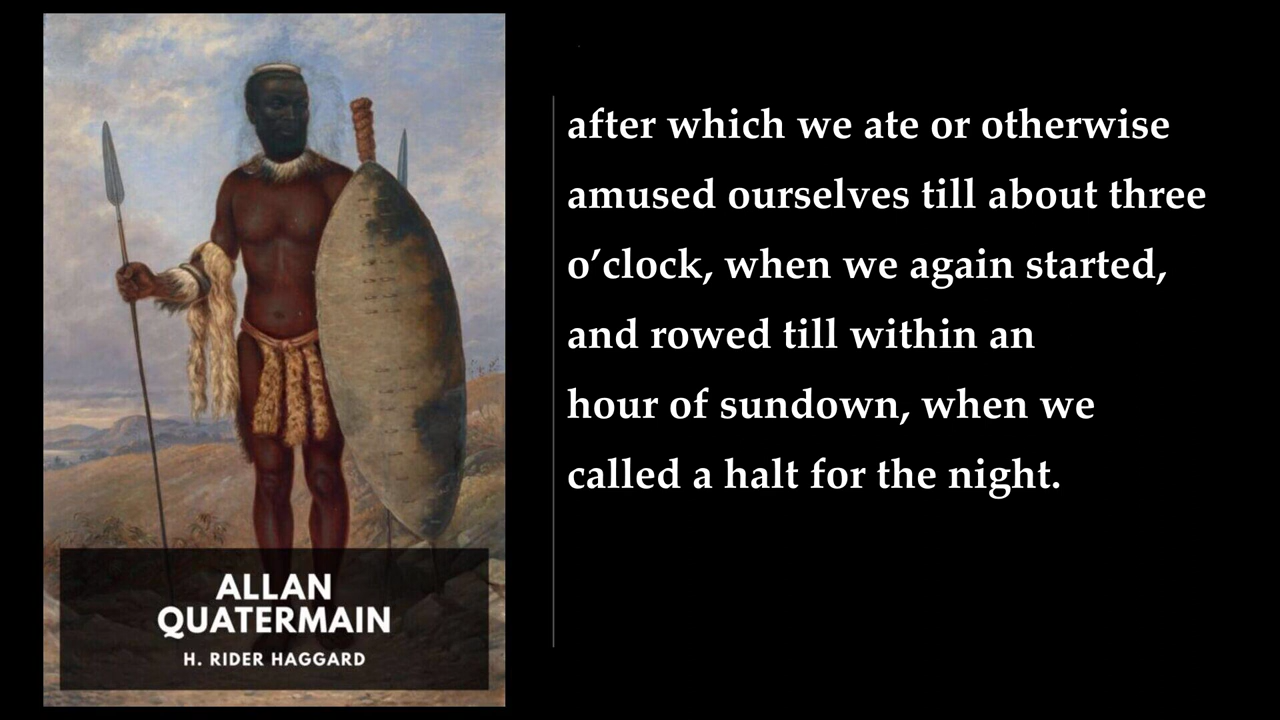 ALLAN
QUATERMAIN
H. RIDER HAGGARD
after which we ate or otherwise
amused ourselves till about three
o’clock, when we again started,
and rowed till within an
hour of sundown, when we
called a halt for the night.